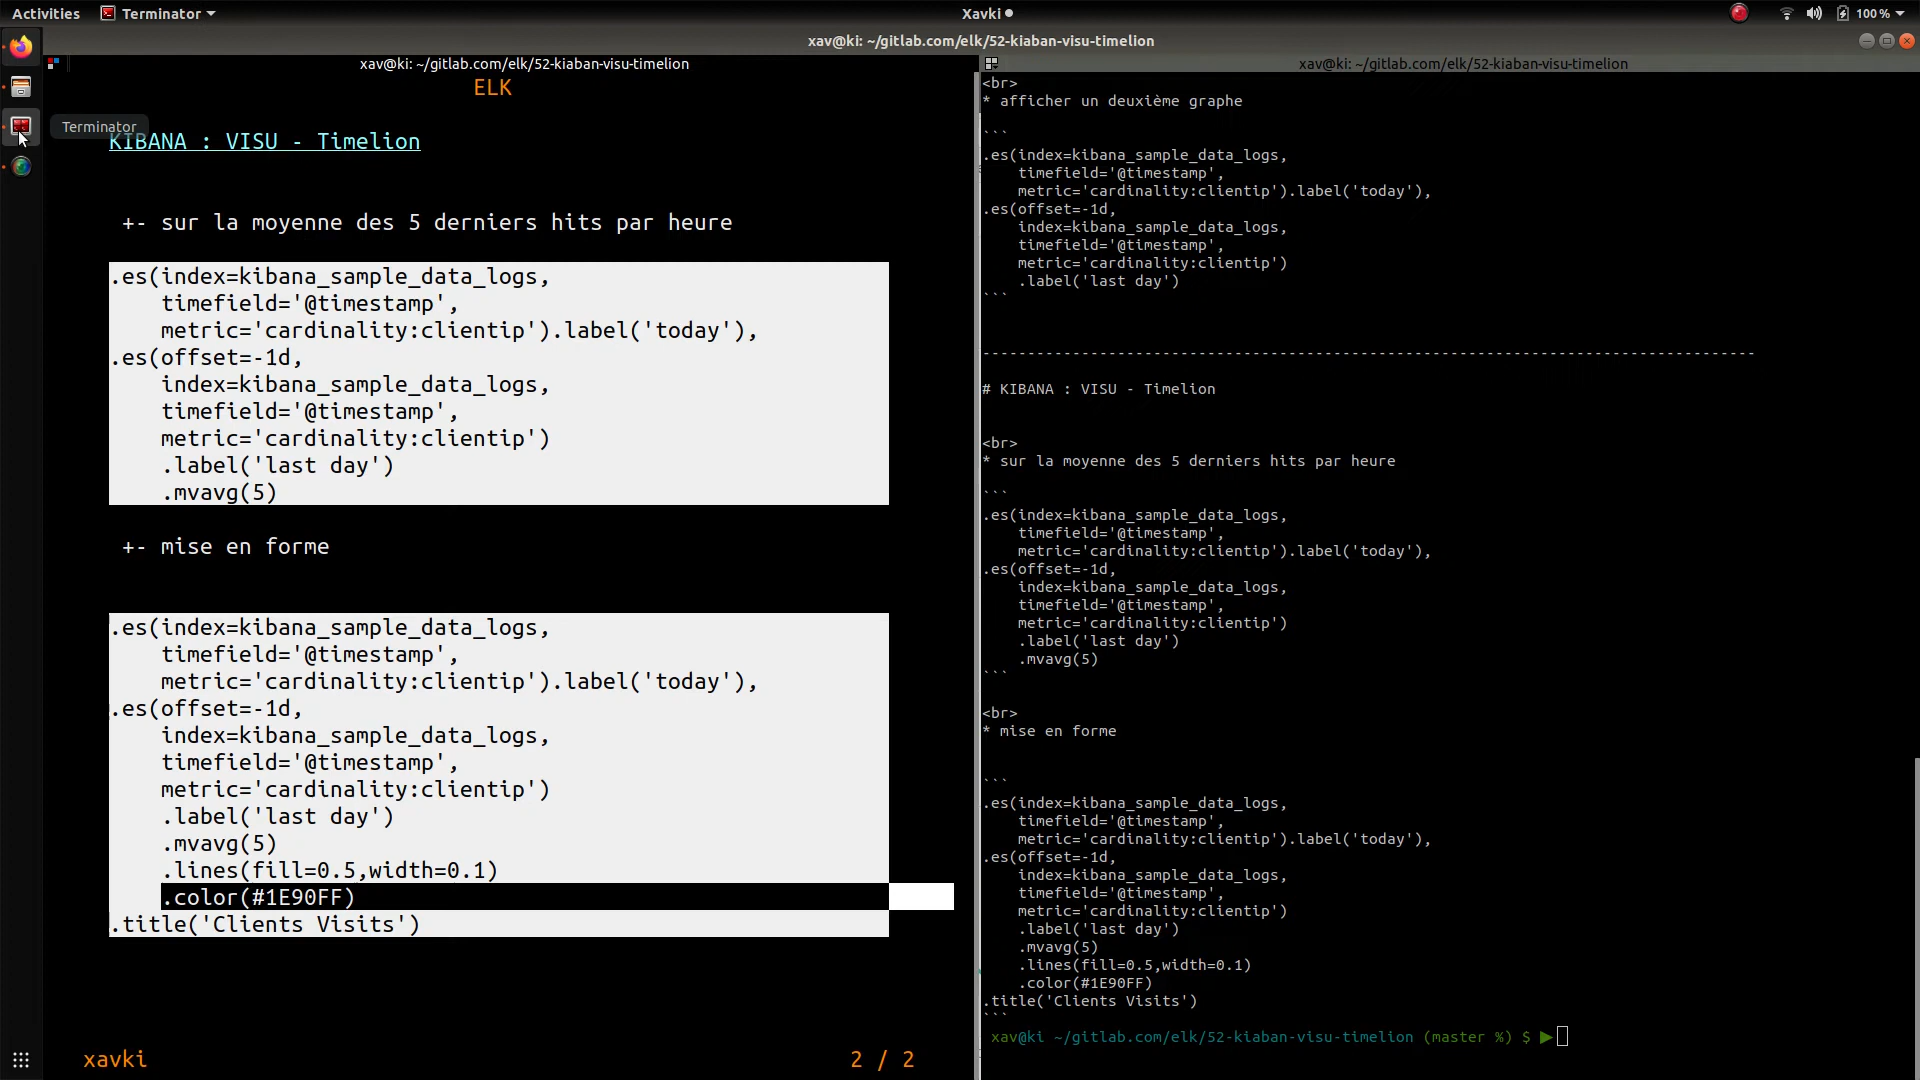 Activities
Terminator
Xavki
100 %
xav@ki: ~/gitlab.com/elk/52-kiaban-visu-timelion
xav@ki: ~/gitlab.com/elk/52-kiaban-visu-timelion
ELK
Terminator
KIBANA : VISU - Timelion
+- sur la moyenne des 5 derniers hits par heure
.es(index=kibana_sample_data_logs,
timefield='@timestamp',
metric='cardinality:clientip').label('today'),
.es(offset=-1d,
index=kibana_sample_data_logs,
timefield='@timestamp',
metric='cardinality:clientip')
.label('last day')
.mvavg(5)
+- mise en forme
.es(index=kibana_sample_data_logs,
timefield='@timestamp',
metric='cardinality:clientip').label('today'),
.es(offset=-1d,
index=kibana_sample_data_logs,
timefield='@timestamp',
metric='cardinality:clientip')
.label('last day')
.mvavg(5)
.lines(fill=0.5,width=0.1)
.color(#1E90FF)
.title('Clients Visits')
xavki
2 / 2
xav@ki: ~/gitlab.com/elk/52-kiaban-visu-timelion
<br>
* afficher un deuxième graphe
```
.es(index=kibana_sample_data_logs,
timefield='@timestamp',
metric='cardinality:clientip').label('today'),
.es(offset=-1d,
index=kibana_sample_data_logs,
timefield='@timestamp',
metric='cardinality:clientip')
.label('last day')
```
--------------------------------------------------------------------------------------
# KIBANA : VISU - Timelion
<br>
* sur la moyenne des 5 derniers hits par heure
```
.es(index=kibana_sample_data_logs,
timefield='@timestamp',
metric='cardinality:clientip').label('today'),
.es(offset=-1d,
index=kibana_sample_data_logs,
timefield='@timestamp',
metric='cardinality:clientip')
.label('last day')
.mvavg(5)
```
<br>
* mise en forme
```
.es(index=kibana_sample_data_logs,
timefield='@timestamp',
metric='cardinality:clientip').label('today'),
.es(offset=-1d,
index=kibana_sample_data_logs,
timefield='@timestamp',
metric='cardinality:clientip')
.label('last day')
.mvavg(5)
.lines(fill=0.5,width=0.1)
.color(#1E90FF)
.title('Clients Visits')
```
xav@ki ~/gitlab.com/elk/52-kiaban-visu-timelion (master %) $ ▶